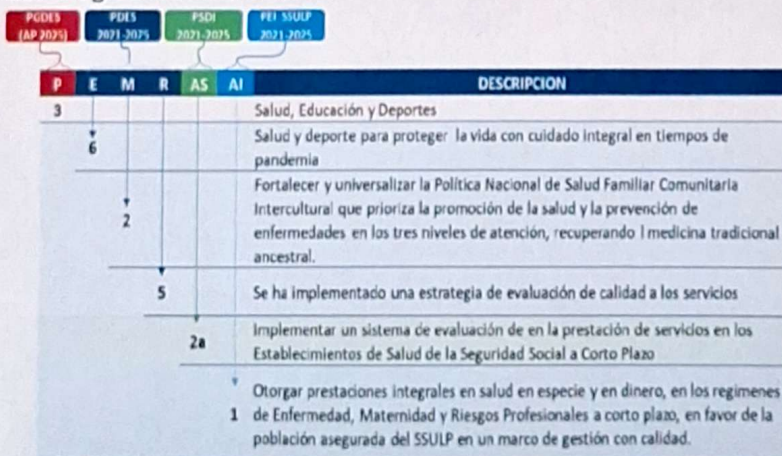 PGDES PDES PSDI PEI SSULP
(AP 2025) 2021-2025 2021-2025 2021-2025
P E M R AS AI DESCRIPCION
3 Salud, Educación y Deportes
Salud y deporte para proteger la vida con cuidado integral en tiempos de
6 pandemia
Fortalecer y universalizar la Política Nacional de Salud Familiar Comunitaria
2 Intercultural que prioriza la promoción de la salud y la prevención de
enfermedades en los tres niveles de atención, recuperando l medicina tradicional
ancestral.
5 Se ha implementado una estrategia de evaluación de calidad a los servicios
2a Implementar un sistema de evaluación de en la prestación de servicios en los
Establecimientos de Salud de la Seguridad Social a Corto Plazo
Otorgar prestaciones integrales en salud en especie y en dinero, en los regimenes
1 de Enfermedad, Maternidad y Riesgos Profesionales a corto plazo, en favor de la
población asegurada del SSULP en un marco de gestión con calidad.